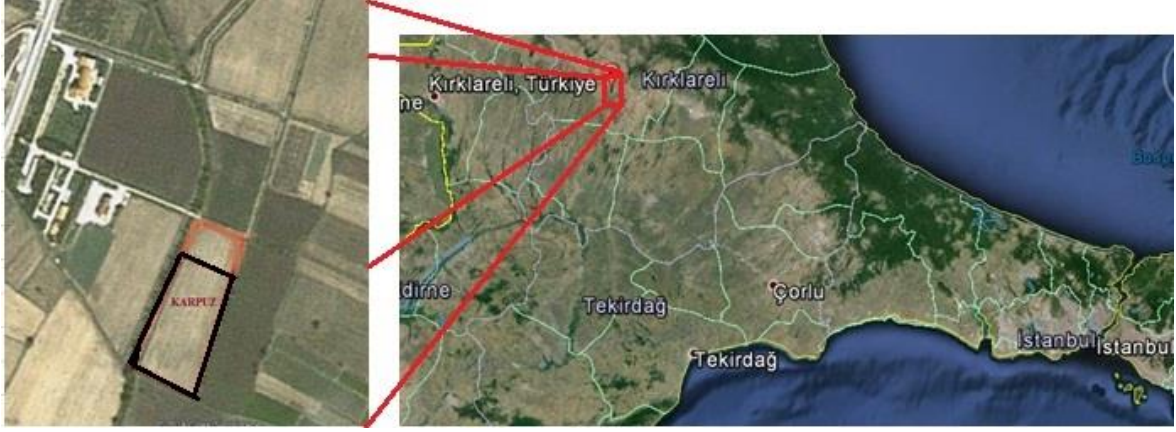 KARPUZ
Kırklareli, Türkiye
Kırklareli
ne
dirne
Tekirdağ
Çorlu
Tekirdağ
İstanbul
İstanbul